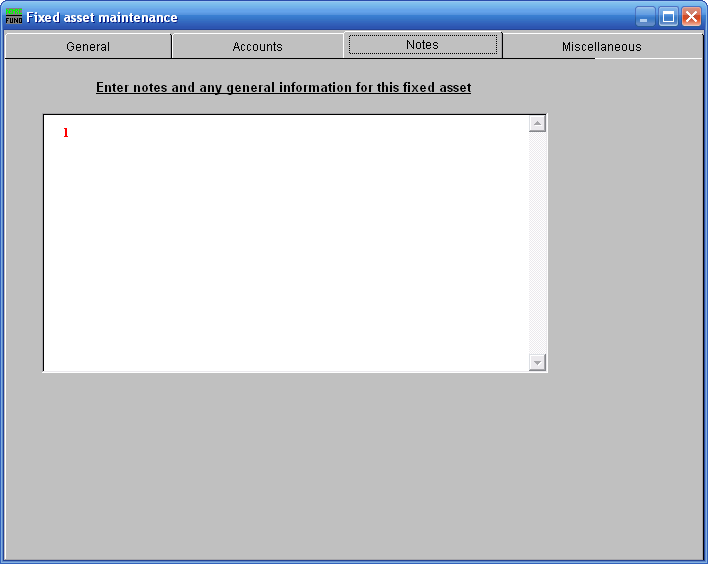 Fixed asset maintenance
FUND
General Accounts Notes Miscellaneous
Enter notes and any general information for this fixed asset
1